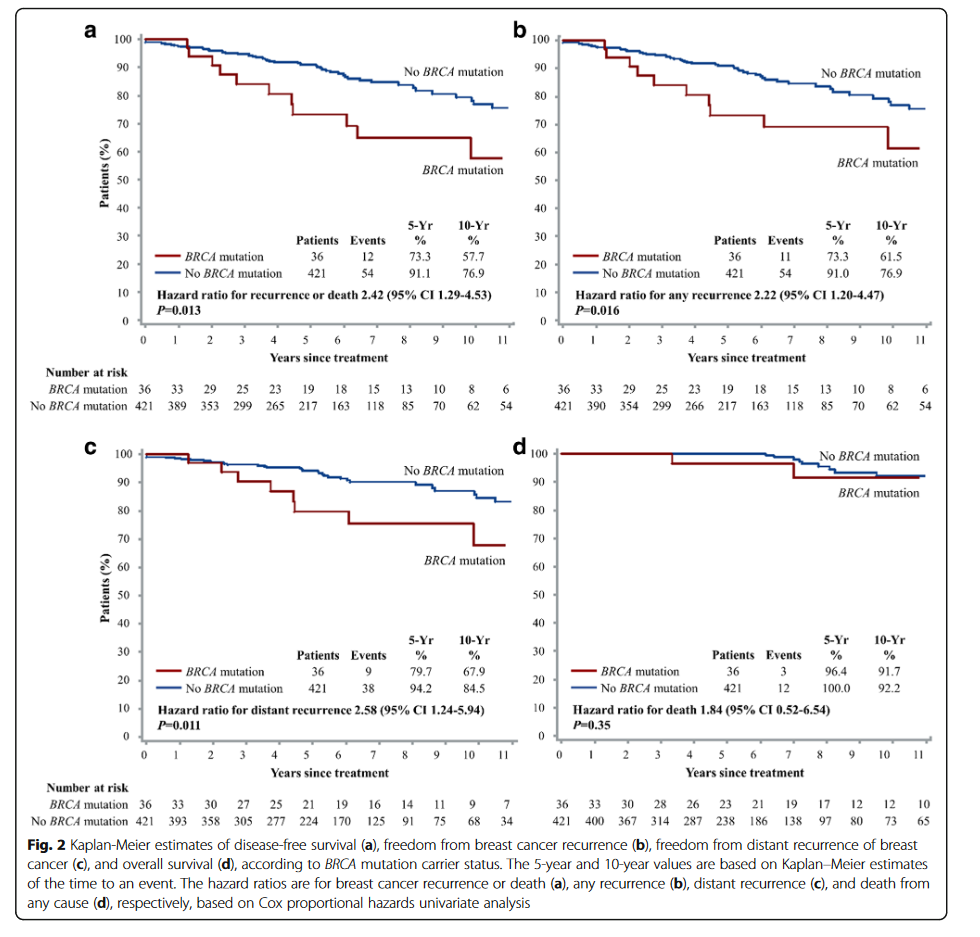 a
100
90
80
70
60
50
40
30
20
10
0
Patients (%)
No BRCA mutation
BRCA mutation
5-Yr 10-Yr
Patients Events % %
BRCA mutation 36 12 73.3 57.7
No BRCA mutation 421 54 91.1 76.9
Hazard ratio for recurrence or death 2.42 (95% CI 1.29-4.53)
P=0.013
0 1 2 3 4 5 6 7 8 9 10 11
Years since treatment
Number at risk
BRCA mutation 36 33 29 25 23 19 18 15 13 10 8 6
No BRCA mutation 421 389 353 299 265 217 163 118 85 70 62 54
b
100
90
80
70
60
50
40
30
20
10
0
No BRCA mutation
BRCA mutation
5-Yr 10-Yr
Patients Events % %
BRCA mutation 36 11 73.3 61.5
No BRCA mutation 421 54 91.0 76.9
Hazard ratio for any recurrence 2.22 (95% CI 1.20-4.47)
P=0.016
0 1 2 3 4 5 6 7 8 9 10 11
Years since treatment
36 33 29 25 23 19 18 15 13 10 8 6
421 390 354 299 266 217 163 118 85 70 62 54
c
100
90
80
70
60
50
40
30
20
10
0
Patients (%)
No BRCA mutation
BRCA mutation
5-Yr 10-Yr
Patients Events % %
BRCA mutation 36 9 79.7 67.9
No BRCA mutation 421 38 94.2 84.5
Hazard ratio for distant recurrence 2.58 (95% CI 1.24-5.94)
P=0.011
0 1 2 3 4 5 6 7 8 9 10 11
Years since treatment
Number at risk
BRCA mutation 36 33 30 27 25 21 19 16 14 11 9 7
No BRCA mutation 421 393 358 305 277 224 170 125 91 75 68 34
d
100
90
80
70
60
50
40
30
20
10
0
No BRCA mutation
BRCA mutation
5-Yr 10-Yr
Patients Events % %
BRCA mutation 36 3 96.4 91.7
No BRCA mutation 421 12 100.0 92.2
Hazard ratio for death 1.84 (95% CI 0.52-6.54)
P=0.35
0 1 2 3 4 5 6 7 8 9 10 11
Years since treatment
36 33 30 28 26 23 21 19 17 12 12 10
421 400 367 314 287 238 186 138 97 80 73 65
Fig. 2 Kaplan-Meier estimates of disease-free survival (a), freedom from breast cancer recurrence (b), freedom from distant recurrence of breast
cancer (c), and overall survival (d), according to BRCA mutation carrier status. The 5-year and 10-year values are based on Kaplan–Meier estimates
of the time to an event. The hazard ratios are for breast cancer recurrence or death (a), any recurrence (b), distant recurrence (c), and death from
any cause (d), respectively, based on Cox proportional hazards univariate analysis